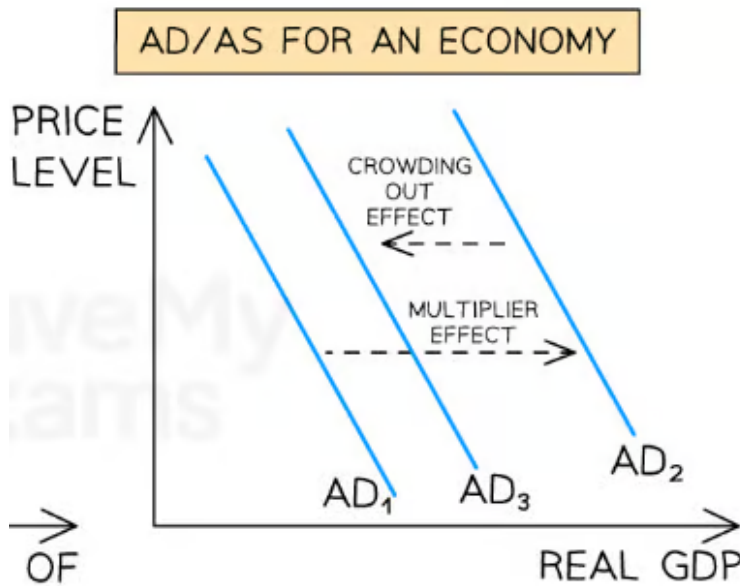 AD/AS FOR AN ECONOMY
PRICE
LEVEL
CROWDING
OUT
EFFECT
MULTIPLIER
EFFECT
AD₁
AD₃
AD₂
OF
REAL GDP